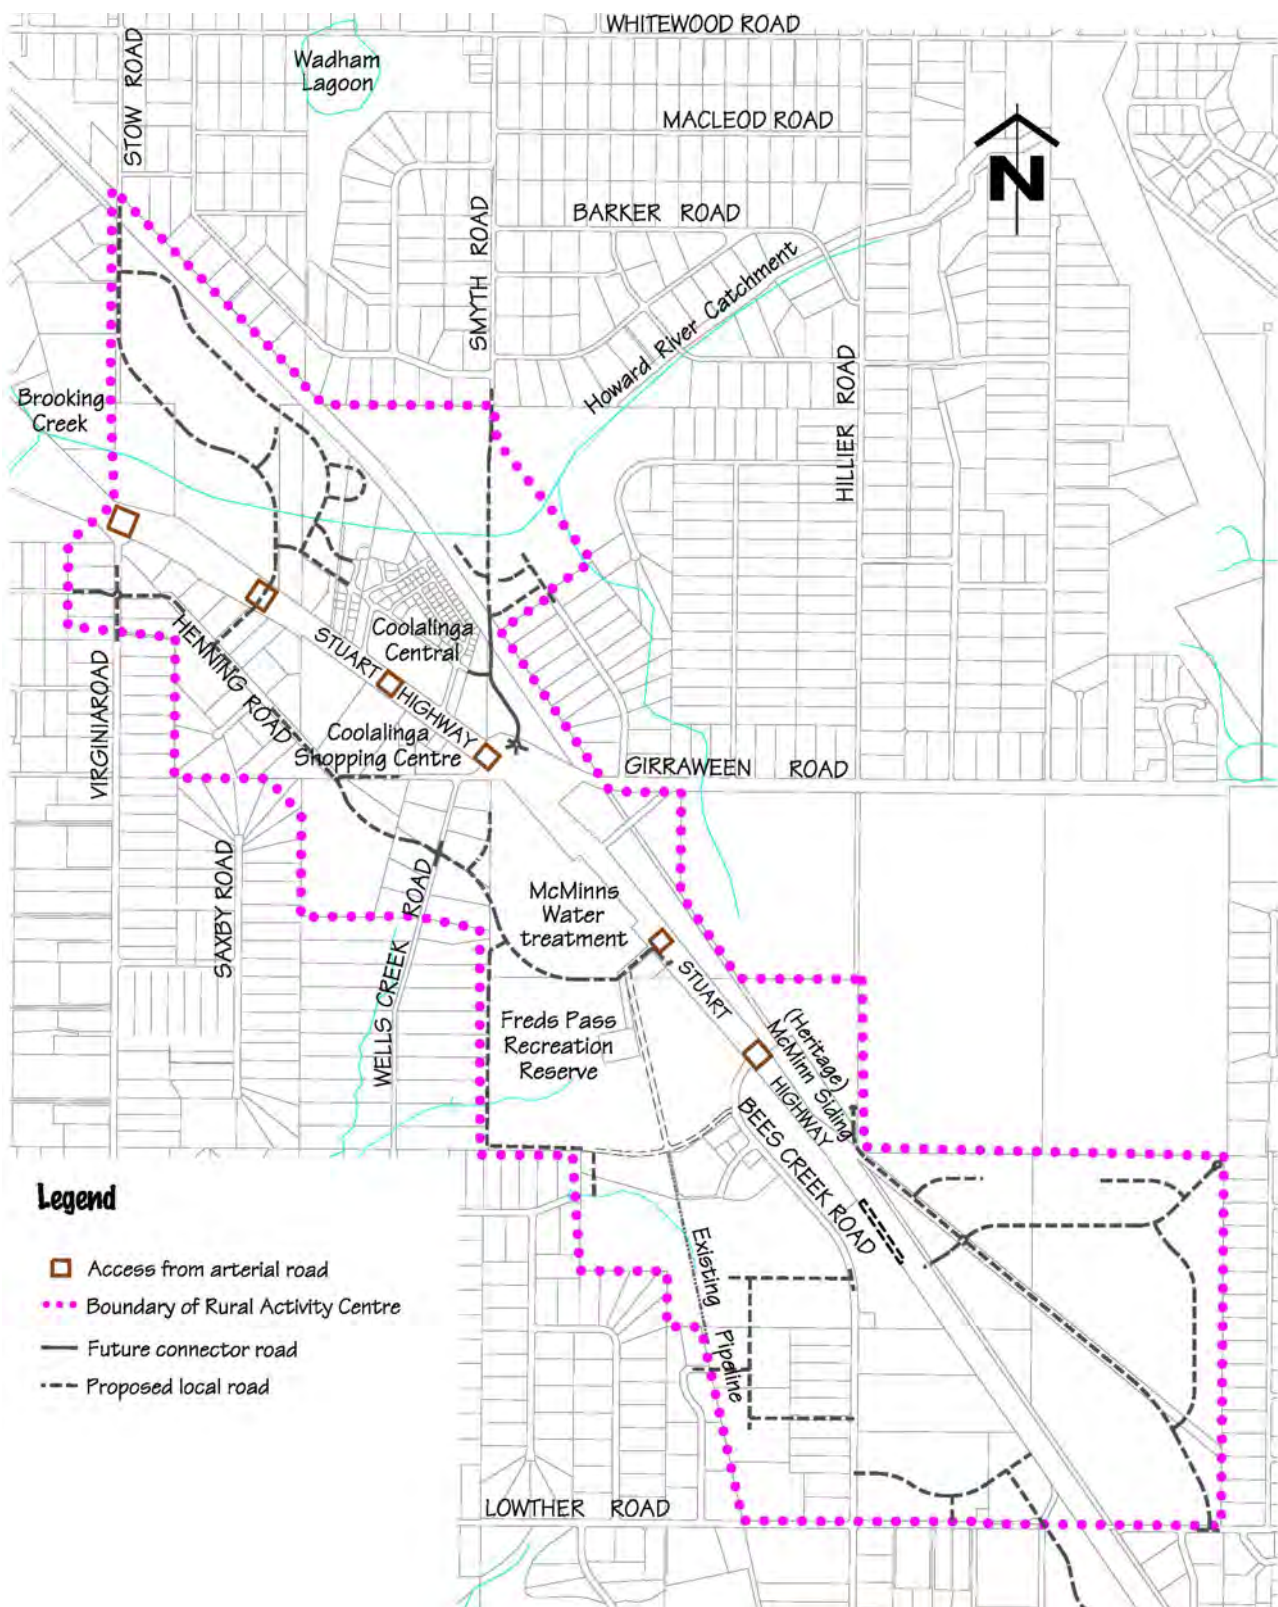 WHITEWOOD ROAD
STOW ROAD
Wadham
Lagoon
MACLEOD ROAD
N
SMYTH ROAD
BARKER ROAD
Howard River Catchment
HILLIER ROAD
Brooking
Creek
HENNING ROAD
STUART HIGHWAY
Coolalinga
Central
VIRGINIAROAD
Coolalinga
Shopping Centre
GIRRAWEEN ROAD
SAXBY ROAD
WELLS CREEK ROAD
McMinns
Water
treatment
STUART HIGHWAY
(Heritage)
McMinn Siding
Freds Pass
Recreation
Reserve
BEES CREEK ROAD
Existing Pipeline
LOWTHER ROAD
Legend
Access from arterial road
Boundary of Rural Activity Centre
Future connector road
Proposed local road